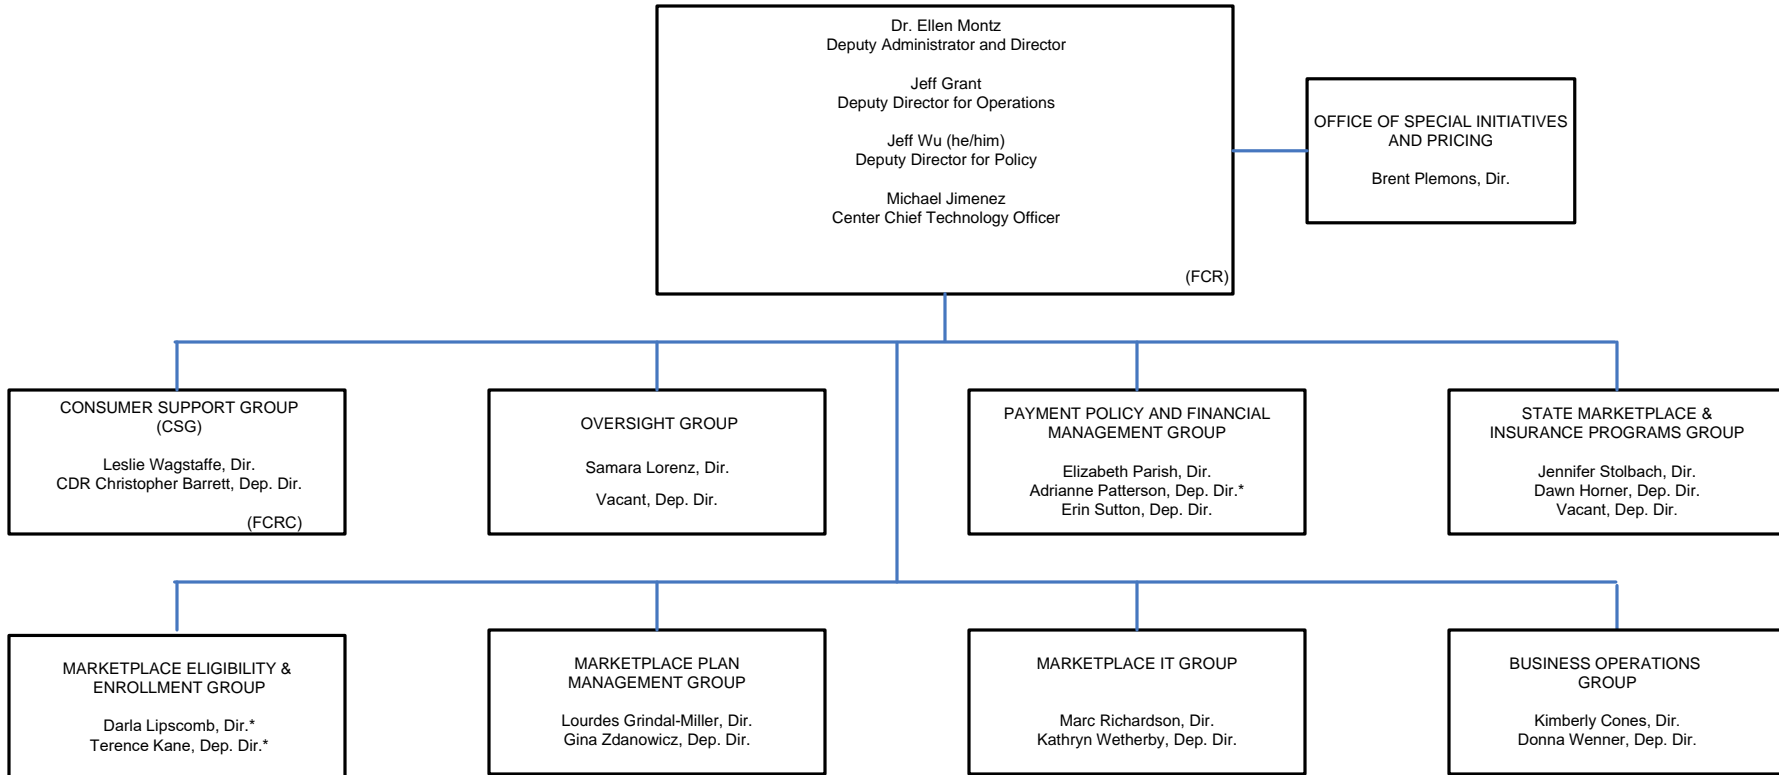 Dr. Ellen Montz
Deputy Administrator and Director
Jeff Grant
Deputy Director for Operations
Jeff Wu (he/him)
Deputy Director for Policy
Michael Jimenez
Center Chief Technology Officer
(FCR)
OFFICE OF SPECIAL INITIATIVES
AND PRICING
Brent Plemons, Dir.
CONSUMER SUPPORT GROUP
(CSG)
Leslie Wagstaffe, Dir.
CDR Christopher Barrett, Dep. Dir.
(FCRC)
OVERSIGHT GROUP
Samara Lorenz, Dir.
Vacant, Dep. Dir.
PAYMENT POLICY AND FINANCIAL
MANAGEMENT GROUP
Elizabeth Parish, Dir.
Adrianne Patterson, Dep. Dir.*
Erin Sutton, Dep. Dir.
STATE MARKETPLACE &
INSURANCE PROGRAMS GROUP
Jennifer Stolbach, Dir.
Dawn Horner, Dep. Dir.
Vacant, Dep. Dir.
MARKETPLACE ELIGIBILITY &
ENROLLMENT GROUP
Darla Lipscomb, Dir.*
Terence Kane, Dep. Dir.*
MARKETPLACE PLAN
MANAGEMENT GROUP
Lourdes Grindal-Miller, Dir.
Gina Zdanowicz, Dep. Dir.
MARKETPLACE IT GROUP
Marc Richardson, Dir.
Kathryn Wetherby, Dep. Dir.
BUSINESS OPERATIONS
GROUP
Kimberly Cones, Dir.
Donna Wenner, Dep. Dir.